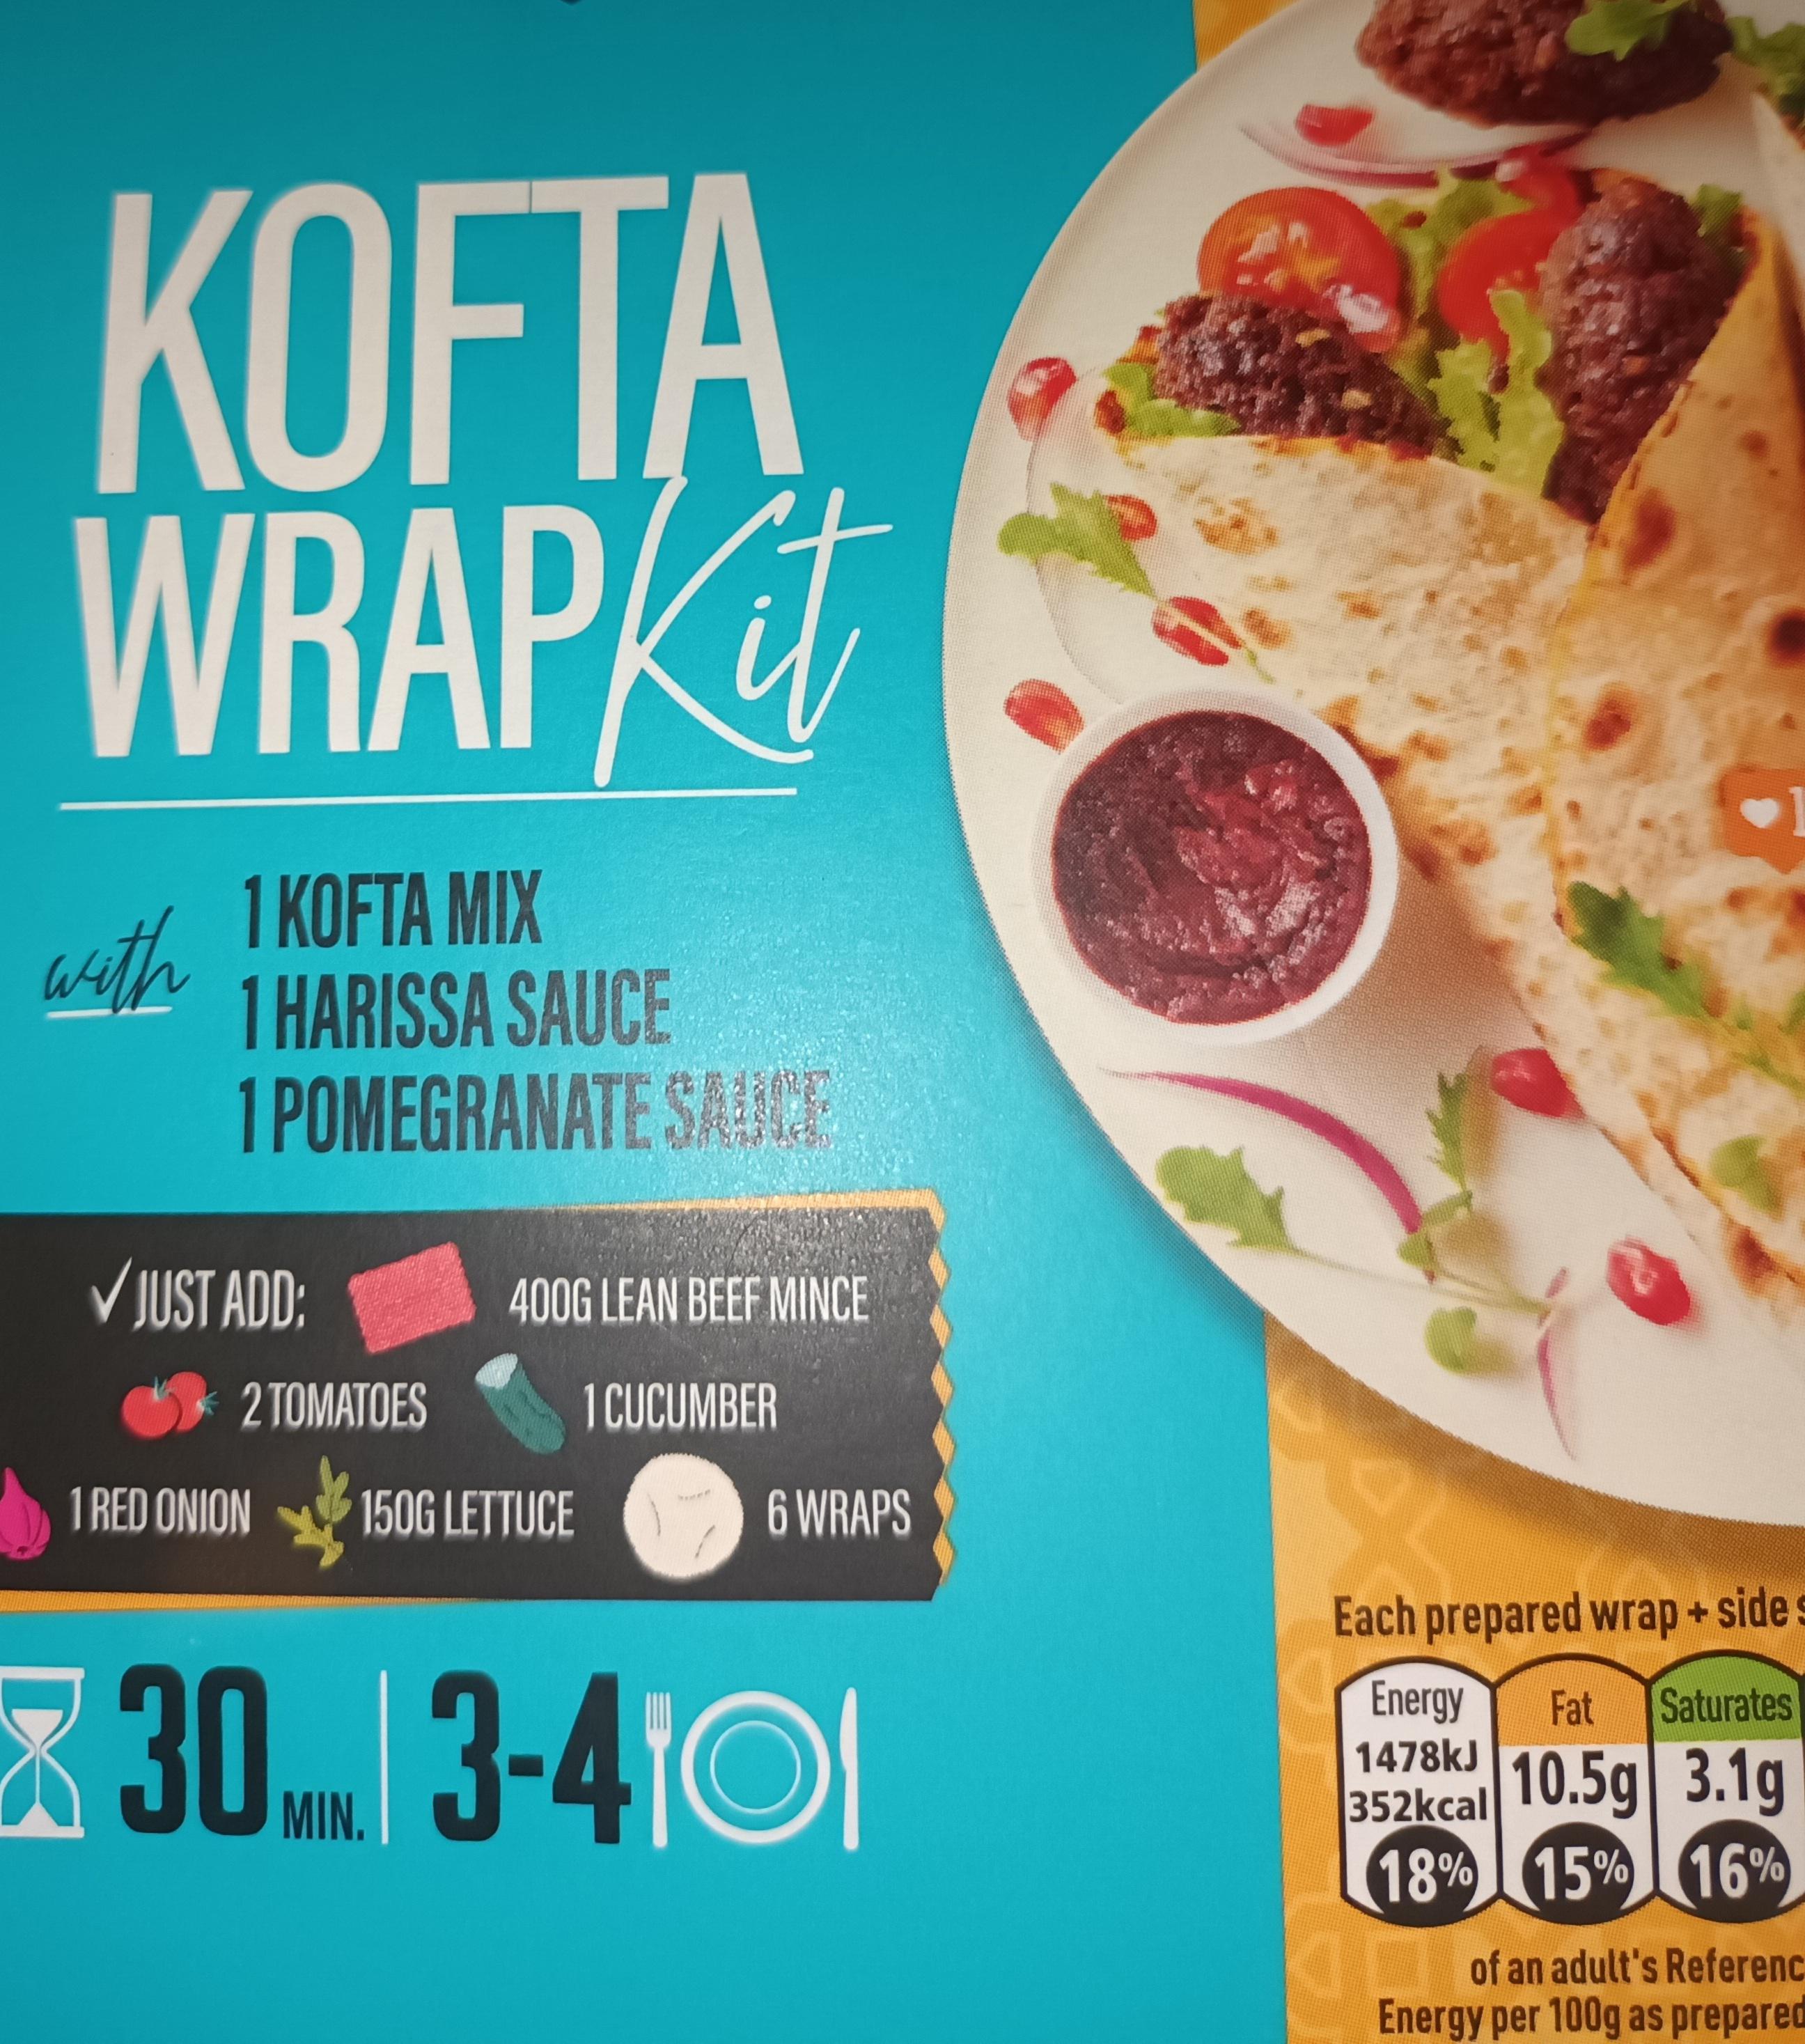 KOFTA
WRAP Kit
with
1 KOFTA MIX
1 HARISSA SAUCE
1 POMEGRANATE SAUCE
✓ JUST ADD: 400G LEAN BEEF MINCE
2 TOMATOES 1 CUCUMBER
1 RED ONION 150G LETTUCE 6 WRAPS
30 MIN. 3-4
Each prepared wrap + side
Energy Fat Saturates
1478kJ
352kcal 10.5g 3.1g
18% 15% 16%
of an adult's
Energy per 100g as prepared